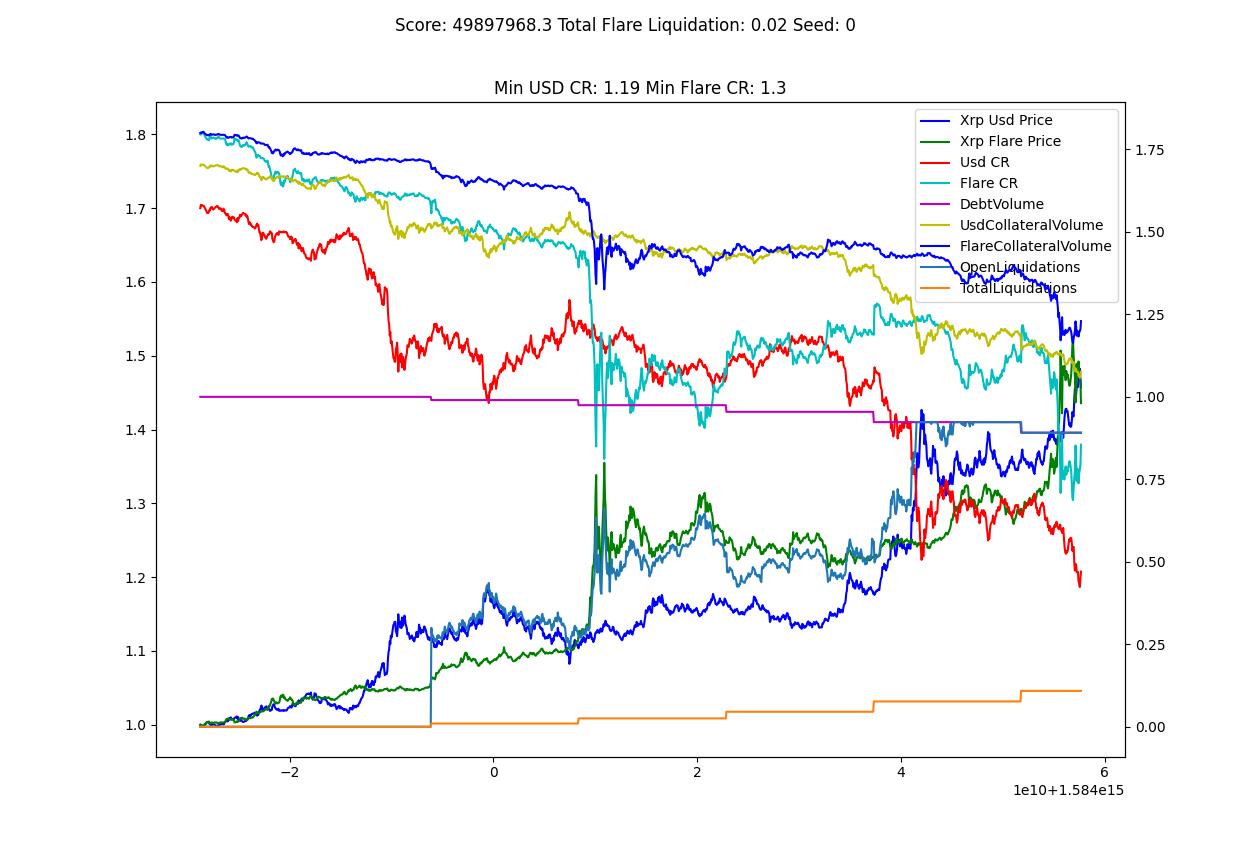 Score: 49897968.3 Total Flare Liquidation: 0.02 Seed: 0
Min USD CR: 1.19 Min Flare CR: 1.3
Xrp Usd Price
Xrp Flare Price
Usd CR
Flare CR
DebtVolume
UsdCollateralVolume
FlareCollateralVolume
OpenLiquidations
TotalLiquidations
1.8
1.7
1.6
1.5
1.4
1.3
1.2
1.1
1.0
1.75
1.50
1.25
1.00
0.75
0.50
0.25
0.00
−2
0
2
4
6
1e10+1.584e15